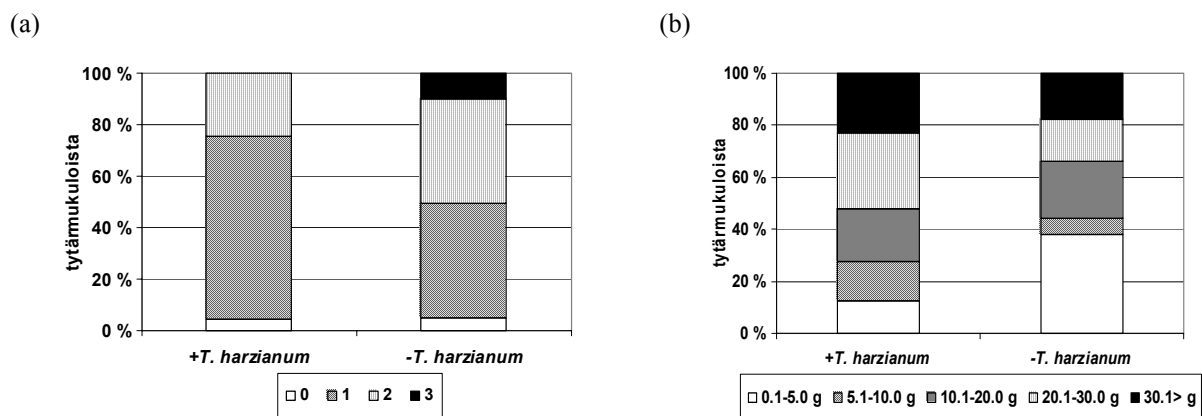 (a)
100 %
80 %
60 %
40 %
20 %
0 %
tytärmukuloista
+T. harzianum
-T. harzianum
0 1 2 3
(b)
100 %
80 %
60 %
40 %
20 %
0 %
tytärmukuloista
+T. harzianum
-T. harzianum
0.1-5.0 g 5.1-10.0 g 10.1-20.0 g 20.1-30.0 g 30.1> g